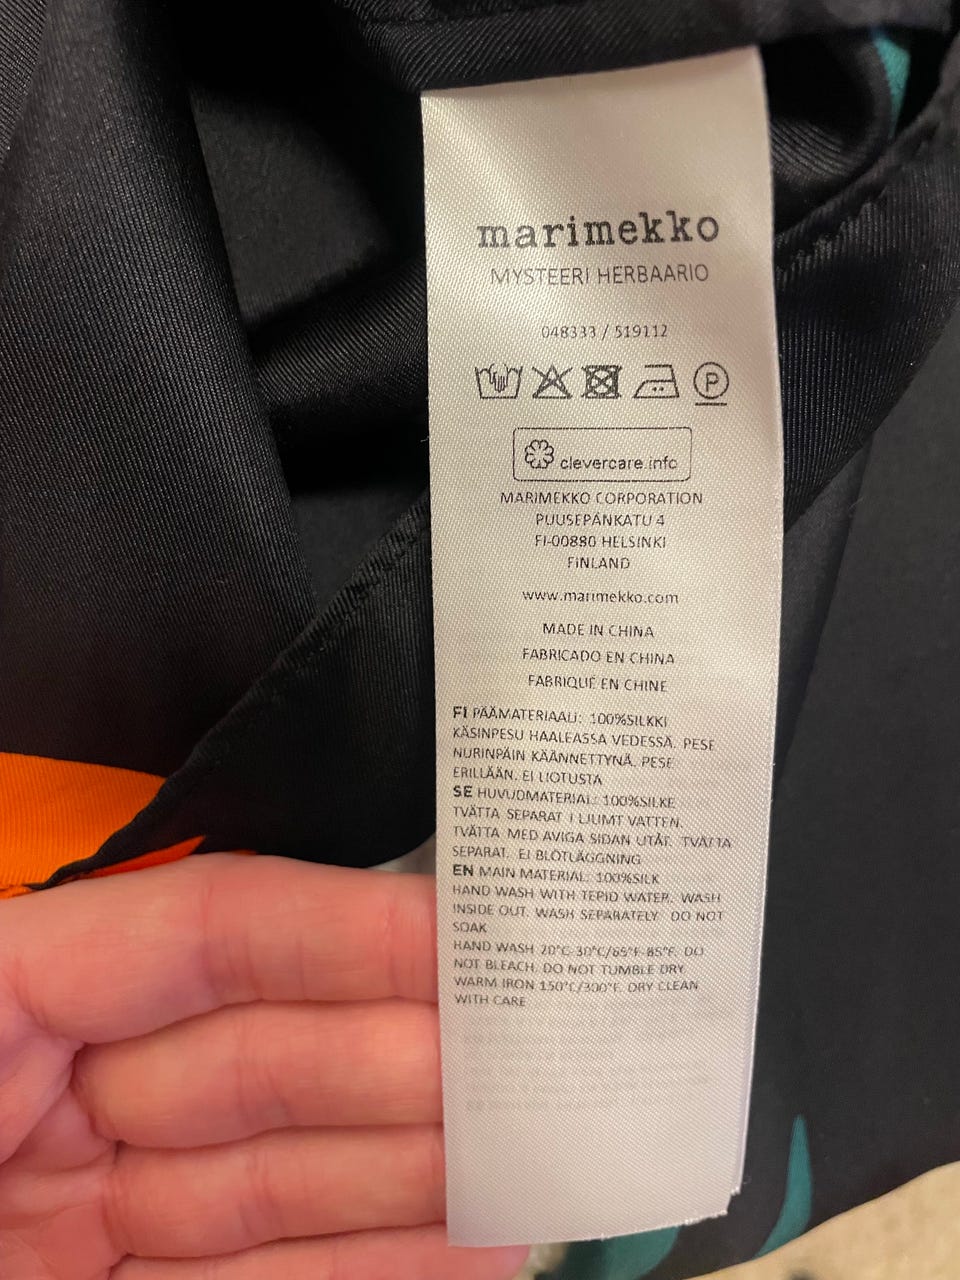 marimekko
MYSTEERI HERBAARIO
048333 / 519112
P
clevercare.info
MARIMEKKO CORPORATION
PUUSEPÄNKATU 4
FI-00880 HELSINKI
FINLAND
www.marimekko.com
MADE IN CHINA
FABRICADO EN CHINA
FABRIQUÉ EN CHINE
FI PÄÄMATERIAALI: 100%SILKKI
KÄSINPESU HAALEASSA VEDESSÄ. PESE
NURINPÄIN KÄÄNNETTYNÄ. PESE
ERILLÄÄN. EI LIOTUSTA
SE HUVUDMATERIAL: 100%SILKE
TVÄTTA SEPARAT I LJUMT VATTEN.
TVÄTTA MED AVIGA SIDAN UTÅT. TVÄTTA
SEPARAT. EJ BLÖTLÄGGNING
EN MAIN MATERIAL: 100%SILK
HAND WASH WITH TEPID WATER. WASH
INSIDE OUT. WASH SEPARATELY. DO NOT
SOAK
HAND WASH 20°C-30°C/65°F-85°F. DO
NOT BLEACH. DO NOT TUMBLE DRY.
WARM IRON 150°C/300°F. DRY CLEAN
WITH CARE